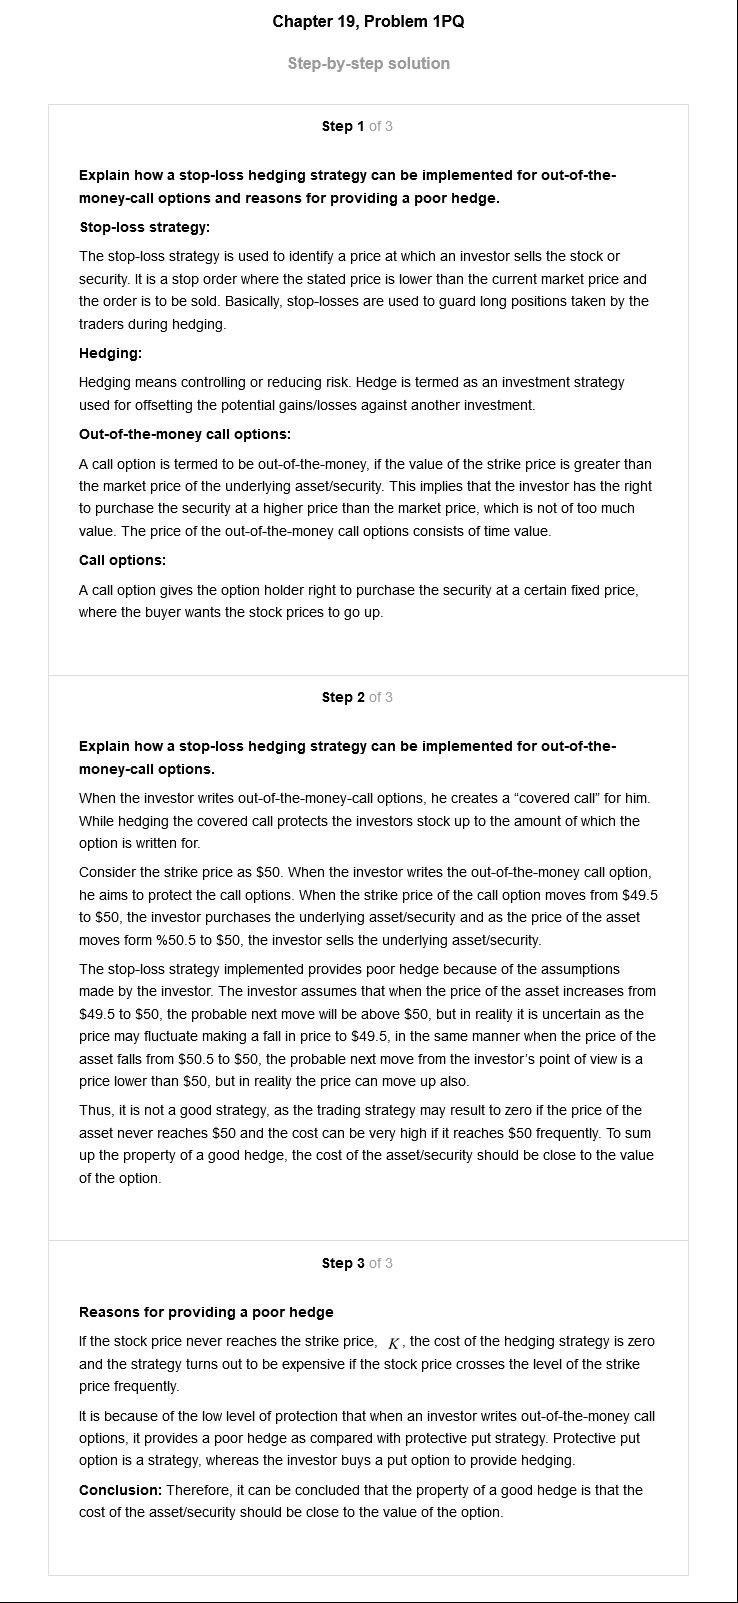 Chapter 19, Problem 1PQ
Step-by-step solution
Step 1 of 3
Explain how a stop-loss hedging strategy can be implemented for out-of-the-
money-call options and reasons for providing a poor hedge.
Stop-loss strategy:
The stop-loss strategy is used to identify a price at which an investor sells the stock or
security. It is a stop order where the stated price is lower than the current market price and
the order is to be sold. Basically, stop-losses are used to guard long positions taken by the
traders during hedging.
Hedging:
Hedging means controlling or reducing risk. Hedge is termed as an investment strategy
used for offsetting the potential gains/losses against another investment.
Out-of-the-money call options:
A call option is termed to be out-of-the-money, if the value of the strike price is greater than
the market price of the underlying asset/security. This implies that the investor has the right
to purchase the security at a higher price than the market price, which is not of too much
value. The price of the out-of-the-money call options consists of time value.
Call options:
A call option gives the option holder right to purchase the security at a certain fixed price,
where the buyer wants the stock prices to go up.
Step 2 of 3
Explain how a stop-loss hedging strategy can be implemented for out-of-the-
money-call options.
When the investor writes out-of-the-money-call options, he creates a “covered call” for him.
While hedging the covered call protects the investors stock up to the amount of which the
option is written for.
Consider the strike price as $50. When the investor writes the out-of-the-money call option,
he aims to protect the call options. When the strike price of the call option moves from $49.5
to $50, the investor purchases the underlying asset/security and as the price of the asset
moves form %50.5 to $50, the investor sells the underlying asset/security.
The stop-loss strategy implemented provides poor hedge because of the assumptions
made by the investor. The investor assumes that when the price of the asset increases from
$49.5 to $50, the probable next move will be above $50, but in reality it is uncertain as the
price may fluctuate making a fall in price to $49.5, in the same manner when the price of the
asset falls from $50.5 to $50, the probable next move from the investor’s point of view is a
price lower than $50, but in reality the price can move up also.
Thus, it is not a good strategy, as the trading strategy may result to zero if the price of the
asset never reaches $50 and the cost can be very high if it reaches $50 frequently. To sum
up the property of a good hedge, the cost of the asset/security should be close to the value
of the option.
Step 3 of 3
Reasons for providing a poor hedge
If the stock price never reaches the strike price, K, the cost of the hedging strategy is zero
and the strategy turns out to be expensive if the stock price crosses the level of the strike
price frequently.
It is because of the low level of protection that when an investor writes out-of-the-money call
options, it provides a poor hedge as compared with protective put strategy. Protective put
option is a strategy, whereas the investor buys a put option to provide hedging.
Conclusion: Therefore, it can be concluded that the property of a good hedge is that the
cost of the asset/security should be close to the value of the option.